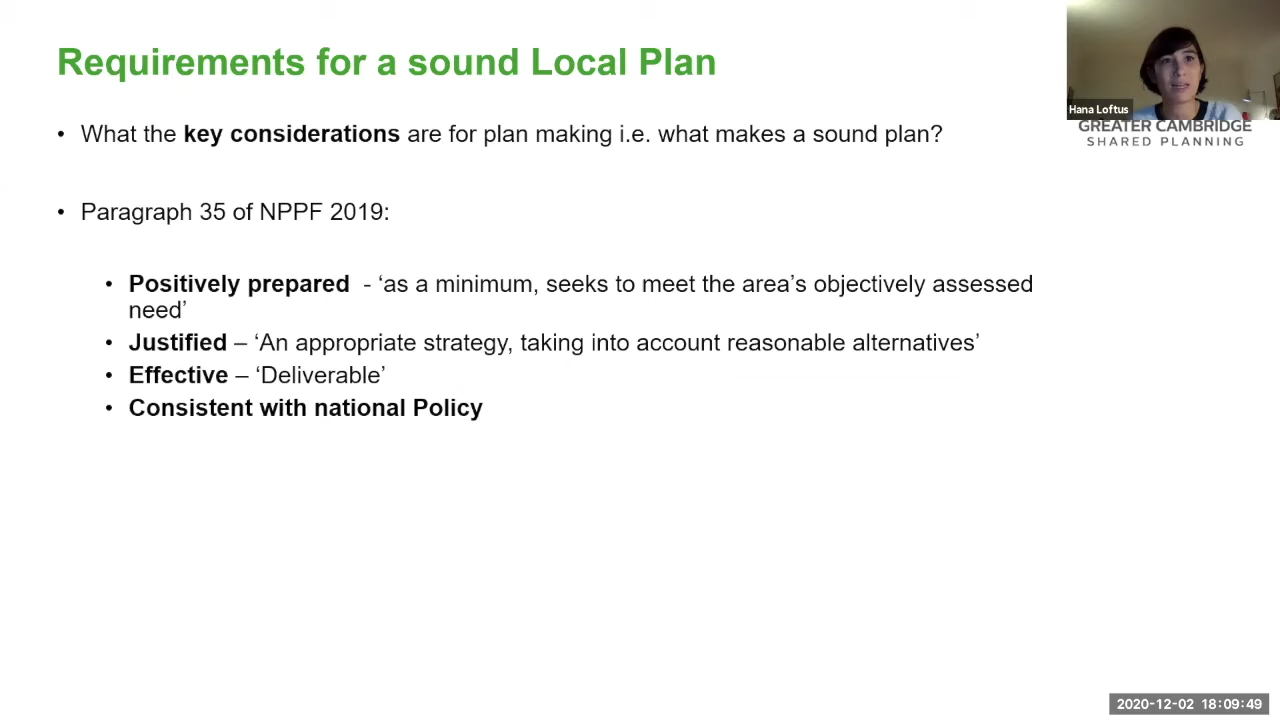 Requirements for a sound Local Plan
Hana Loftus
GREATER CAMBRIDGE
SHARED PLANNING
• What the key considerations are for plan making i.e. what makes a sound plan?
• Paragraph 35 of NPPF 2019:
• Positively prepared - ‘as a minimum, seeks to meet the area’s objectively assessed
need’
• Justified – ‘An appropriate strategy, taking into account reasonable alternatives’
• Effective – ‘Deliverable’
• Consistent with national Policy
2020-12-02 18:09:49